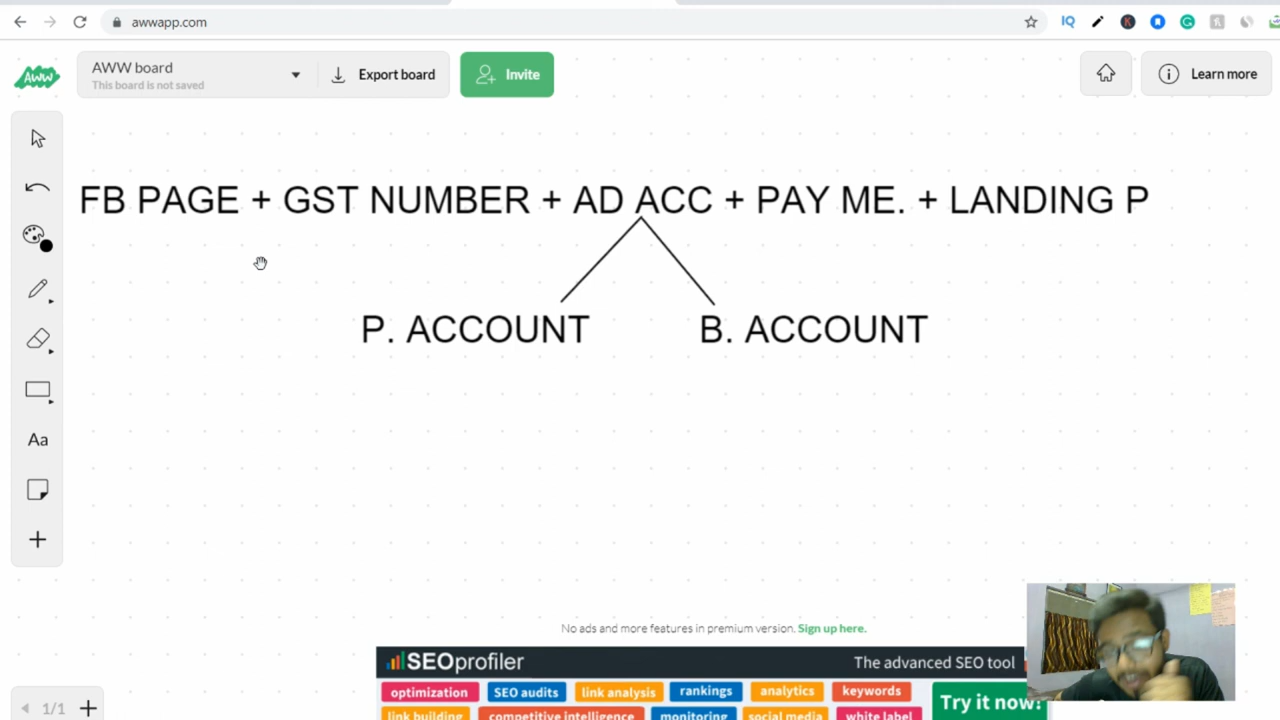 awwapp.com
IQ
AWW
AWW board
This board is not saved
Export board
Invite
Learn more
FB PAGE + GST NUMBER + AD ACC + PAY ME. + LANDING P
P. ACCOUNT
B. ACCOUNT
Aa
No ads and more features in premium version. Sign up here.
SEOprofiler
The advanced SEO tool
optimization
SEO audits
link analysis
rankings
analytics
keywords
Try it now!
link building
competitive intelligence
monitoring
social media
white label
1/1